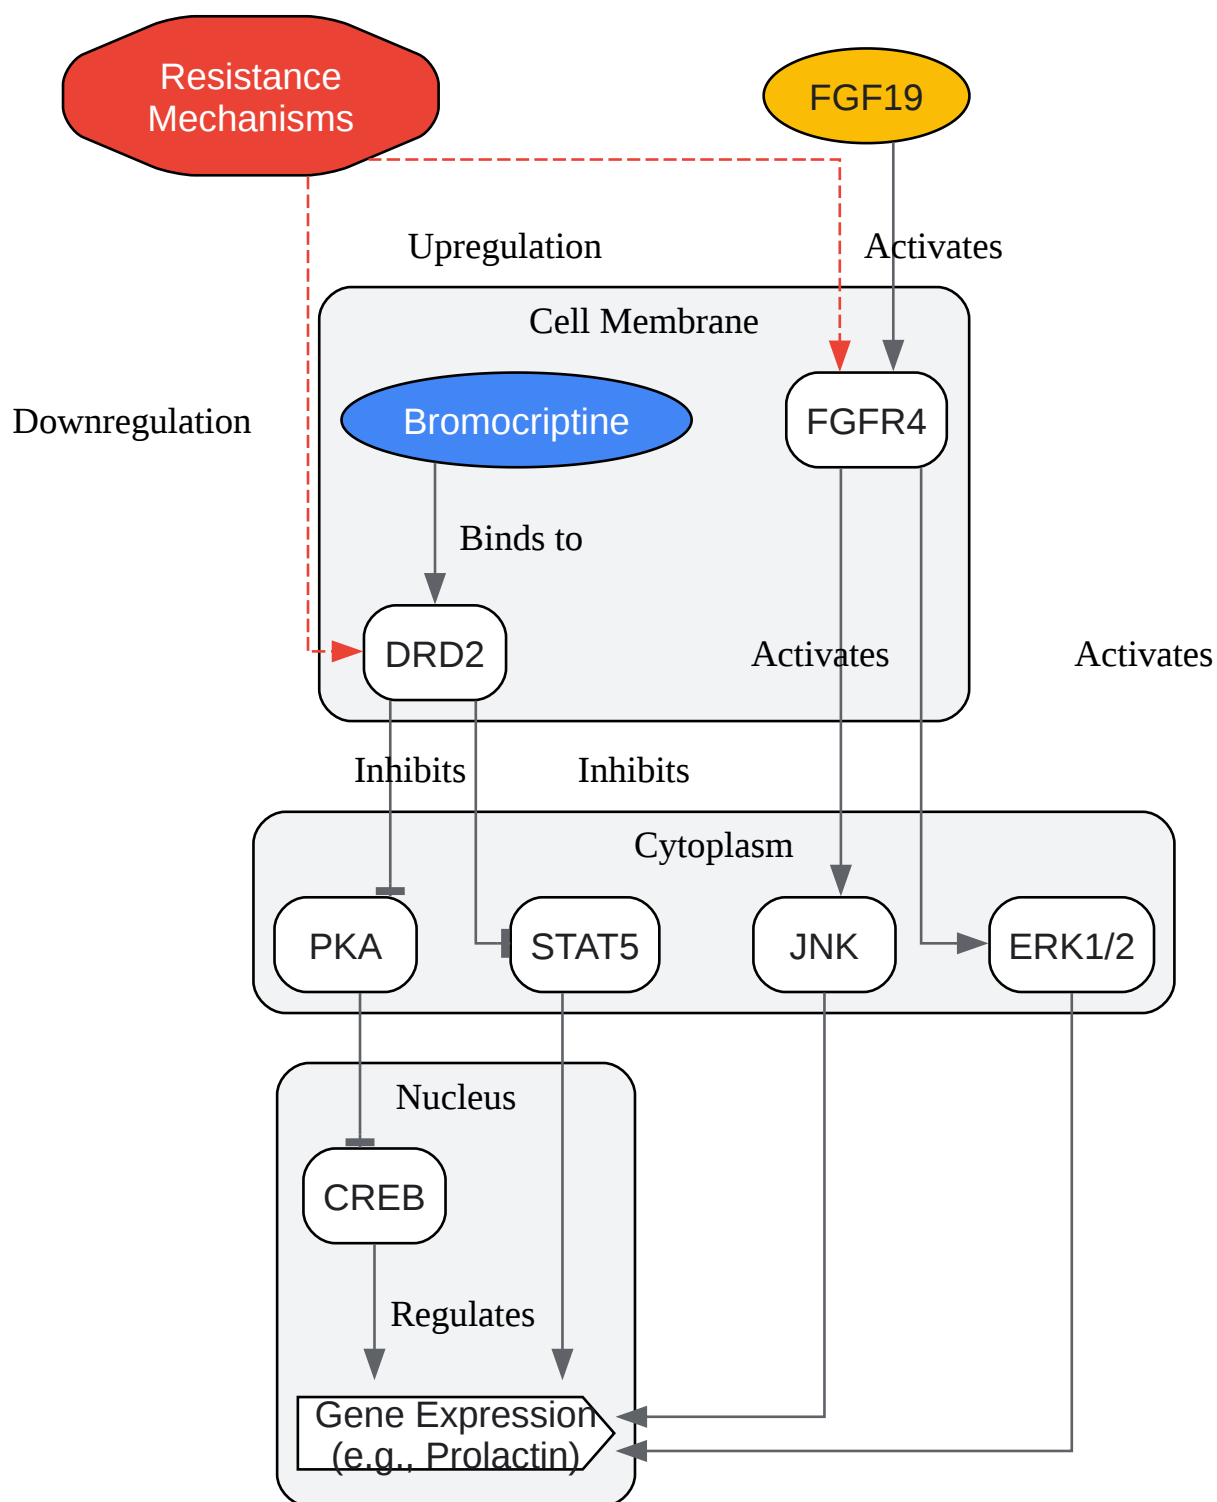 Resistance
Mechanisms
FGF19
Upregulation
Activates
Cell Membrane
Downregulation
Bromocriptine
FGFR4
Binds to
DRD2
Activates
Activates
Inhibits
Inhibits
Cytoplasm
PKA
STAT5
JNK
ERK1/2
Nucleus
CREB
Regulates
Gene Expression
(e.g., Prolactin)